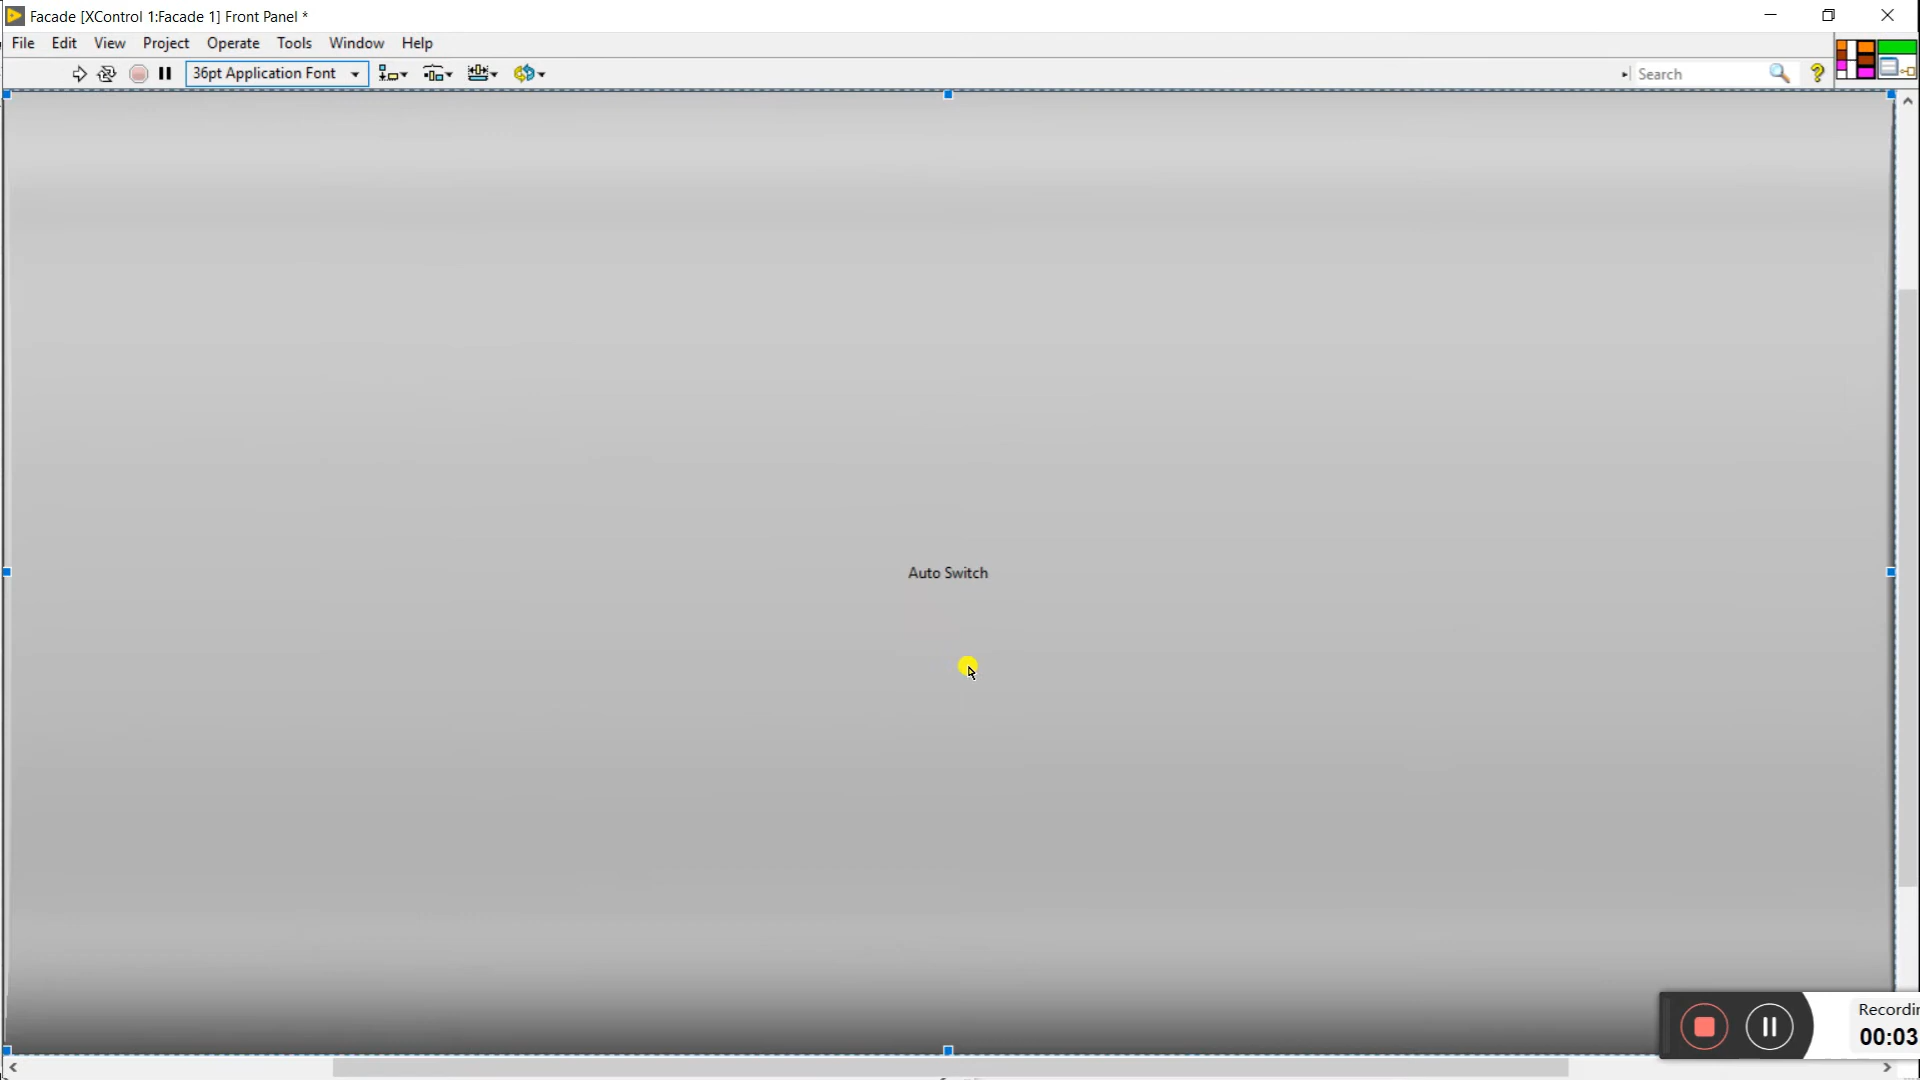 Facade [XControl 1:Facade 1] Front Panel *
File Edit View Project Operate Tools Window Help
36pt Application Font
Search
Auto Switch
Recordin
00:03